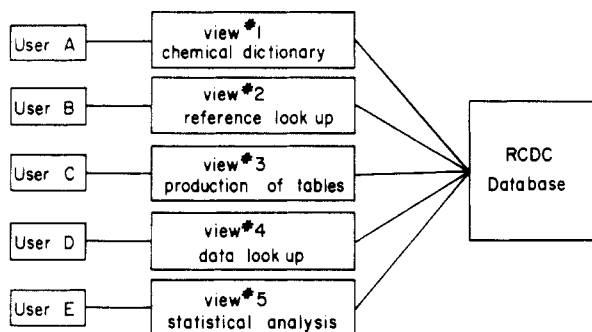 User A
view #1
chemical dictionary
User B
view #2
reference look up
User C
view #3
production of tables
User D
view #4
data look up
User E
view #5
statistical analysis
RCDC
Database